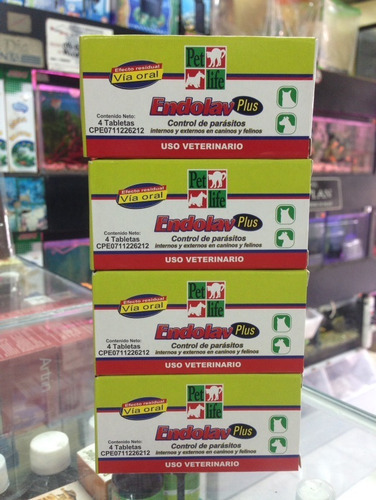 Efecto residual
Vía oral
Pet
life
Endolav Plus
Contenido Neto:
4 Tabletas
CPE0711226212
Control de parásitos
internos y externos en caninos y felinos
USO VETERINARIO
Efecto residual
Vía oral
Pet
life
Endolav Plus
Contenido Neto:
4 Tabletas
CPE0711226212
Control de parásitos
internos y externos en caninos y felinos
USO VETERINARIO
Efecto residual
Vía oral
Pet
life
Endolav Plus
Contenido Neto:
4 Tabletas
CPE0711226212
Control de parásitos
internos y externos en caninos y felinos
USO VETERINARIO
Efecto residual
Vía oral
Pet
life
Endolav Plus
Contenido Neto:
4 Tabletas
CPE0711226212
Control de parásitos
internos y externos en caninos y felinos
USO VETERINARIO